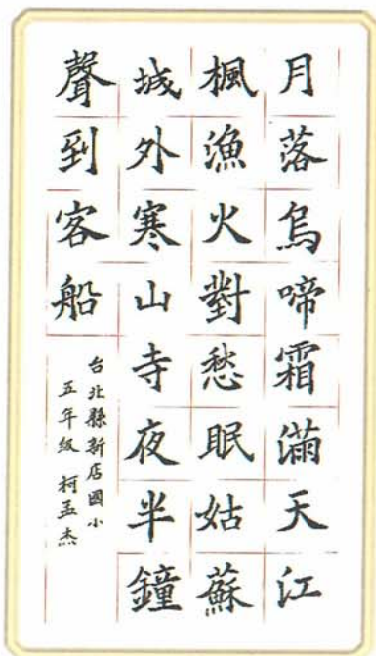 月落烏啼霜滿天江
楓漁火對愁眠姑蘇
城外寒山寺夜半鐘
聲到客船
台北縣新店國小
五年級 柯孟杰